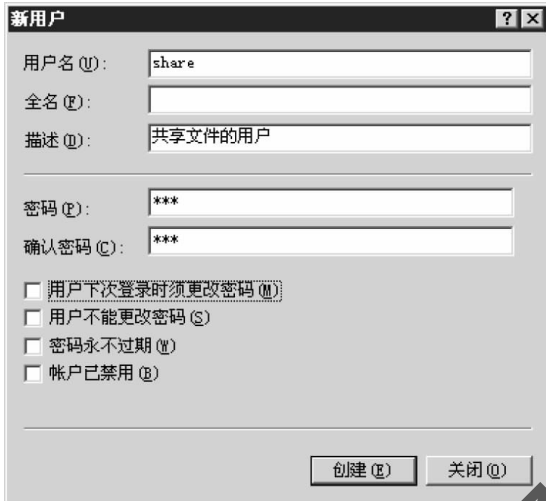 新用户
用户名(U): share
全名(F):
描述(D): 共享文件的用户
密码(P): ***
确认密码(C): ***
用户下次登录时须更改密码(M)
用户不能更改密码(S)
密码永不过期(W)
帐户已禁用(B)
创建(E) 关闭(O)